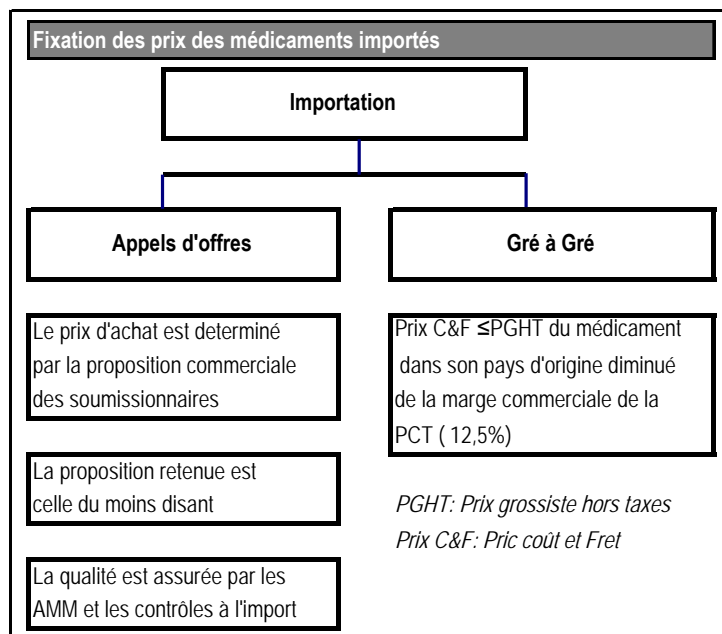 Fixation des prix des médicaments importés
Importation
Appels d'offres
Le prix d'achat est determiné
par la proposition commerciale
des soumissionnaires
La proposition retenue est
celle du moins disant
La qualité est assurée par les
AMM et les contrôles à l'import
Gré à Gré
Prix C&F ≤PGHT du médicament
dans son pays d'origine diminué
de la marge commerciale de la
PCT ( 12,5%)
PGHT: Prix grossiste hors taxes
Prix C&F: Pric coût et Fret